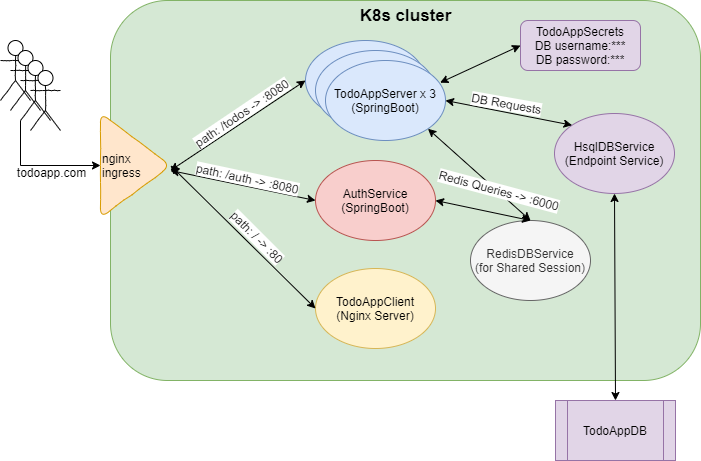 K8s cluster
TodoAppSecrets
DB username:***
DB password:***
TodoAppServer x 3
(SpringBoot)
path: /todos -> :8080
DB Requests
HsqlDBService
(Endpoint Service)
nginx
ingress
todoapp.com
path: /auth -> :8080
AuthService
(SpringBoot)
Redis Queries -> :6000
path: / -> :80
RedisDBService
(for Shared Session)
TodoAppClient
(Nginx Server)
TodoAppDB